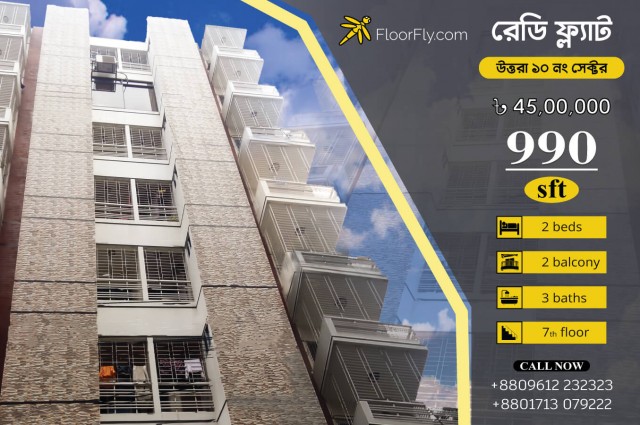 FloorFly.com
রেডি ফ্ল্যাট
উত্তরা ১০ নং সেক্টর
৳ 45,00,000
990
sft
2 beds
2 balcony
3 baths
7th floor
CALL NOW
+8809612 232323
+8801713 079222